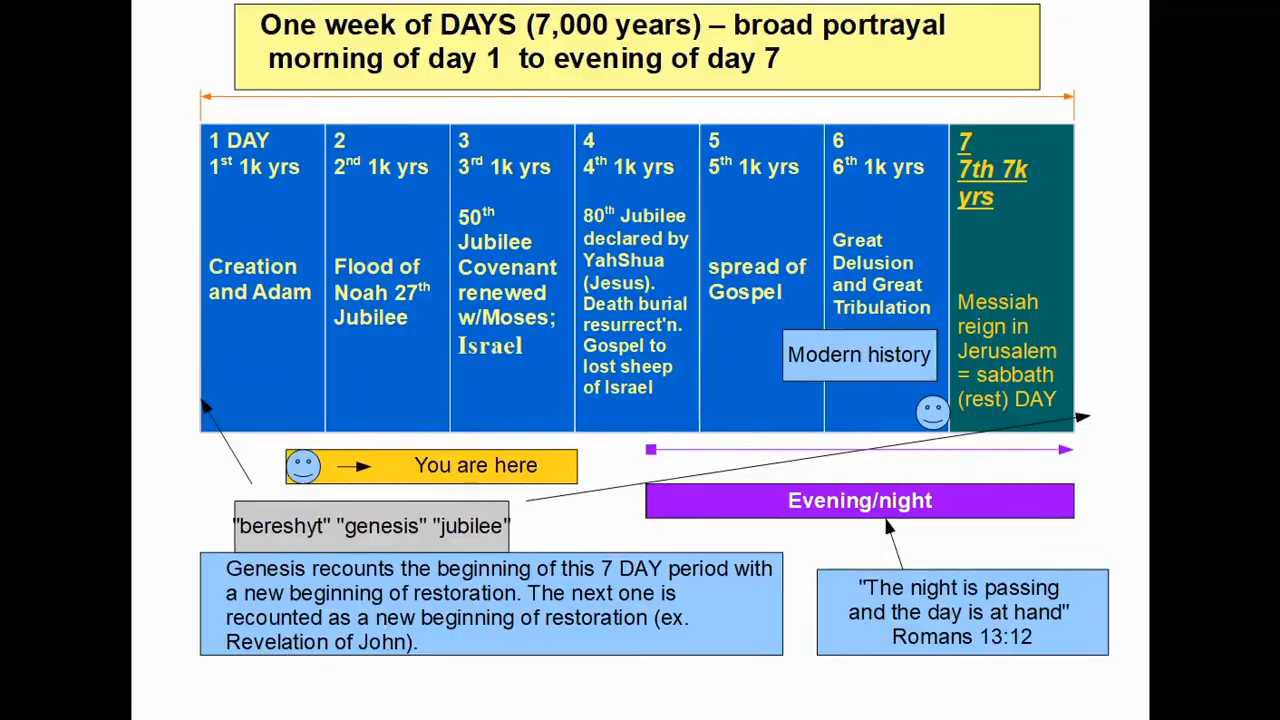 One week of DAYS (7,000 years) – broad portrayal
morning of day 1 to evening of day 7
1 DAY
1st 1k yrs
Creation
and Adam
2
2nd 1k yrs
Flood of
Noah 27th
Jubilee
3
3rd 1k yrs
50th
Jubilee
Covenant
renewed
w/Moses;
Israel
4
4th 1k yrs
80th Jubilee
declared by
YahShua
(Jesus).
Death burial
resurrect'n.
Gospel to
lost sheep
of Israel
5
5th 1k yrs
spread of
Gospel
6
6th 1k yrs
Great
Delusion
and Great
Tribulation
Modern history
7
7th 7k
yrs
Messiah
reign in
Jerusalem
= sabbath
(rest) DAY
You are here
Evening/night
"bereshyt" "genesis" "jubilee"
Genesis recounts the beginning of this 7 DAY period with
a new beginning of restoration. The next one is
recounted as a new beginning of restoration (ex.
Revelation of John).
"The night is passing
and the day is at hand"
Romans 13:12